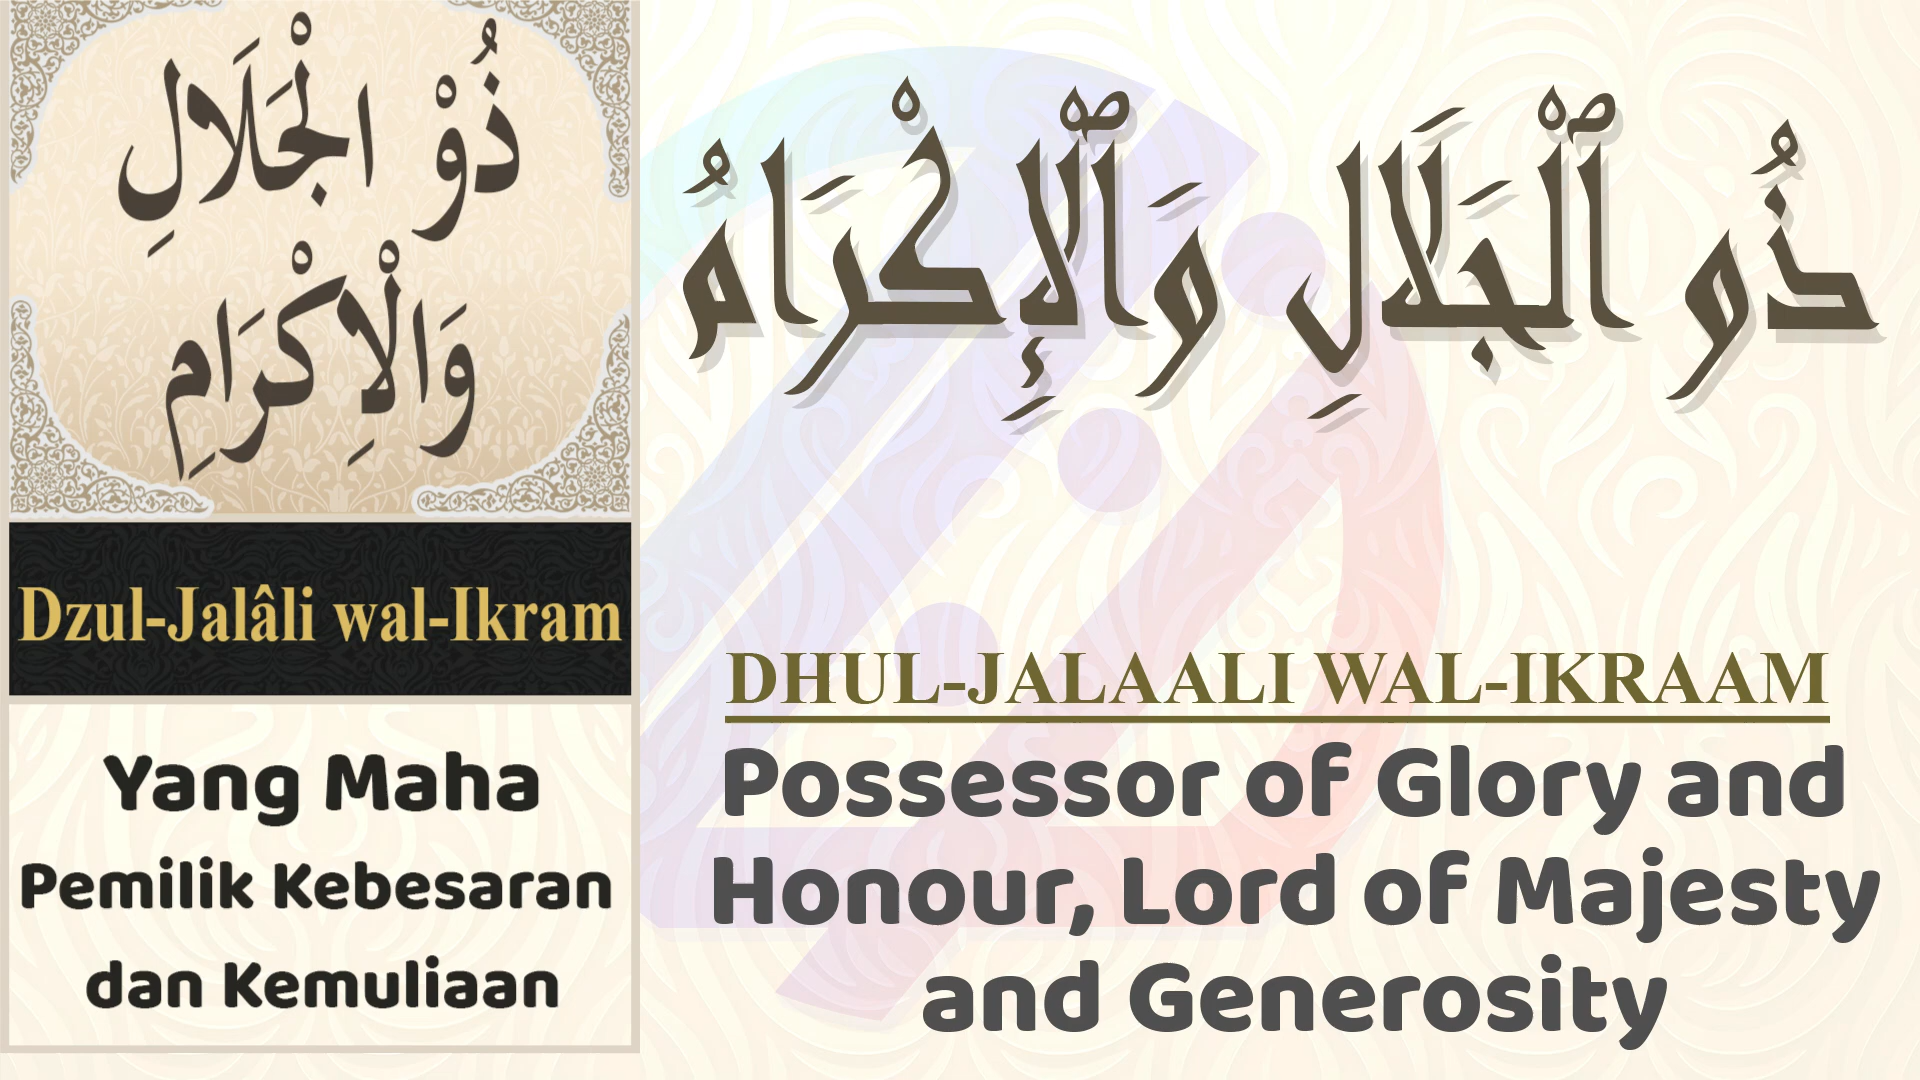 ذُوْ الْجَلَالِ
وَالْاِكْرَامِ
Dzul-Jalâli wal-Ikram
Yang Maha
Pemilik Kebesaran
dan Kemuliaan
ذُو ٱلْجَلَالِ وَٱلْإِكْرَامُ
DHUL-JALAALI WAL-IKRAAM
Possessor of Glory and
Honour, Lord of Majesty
and Generosity